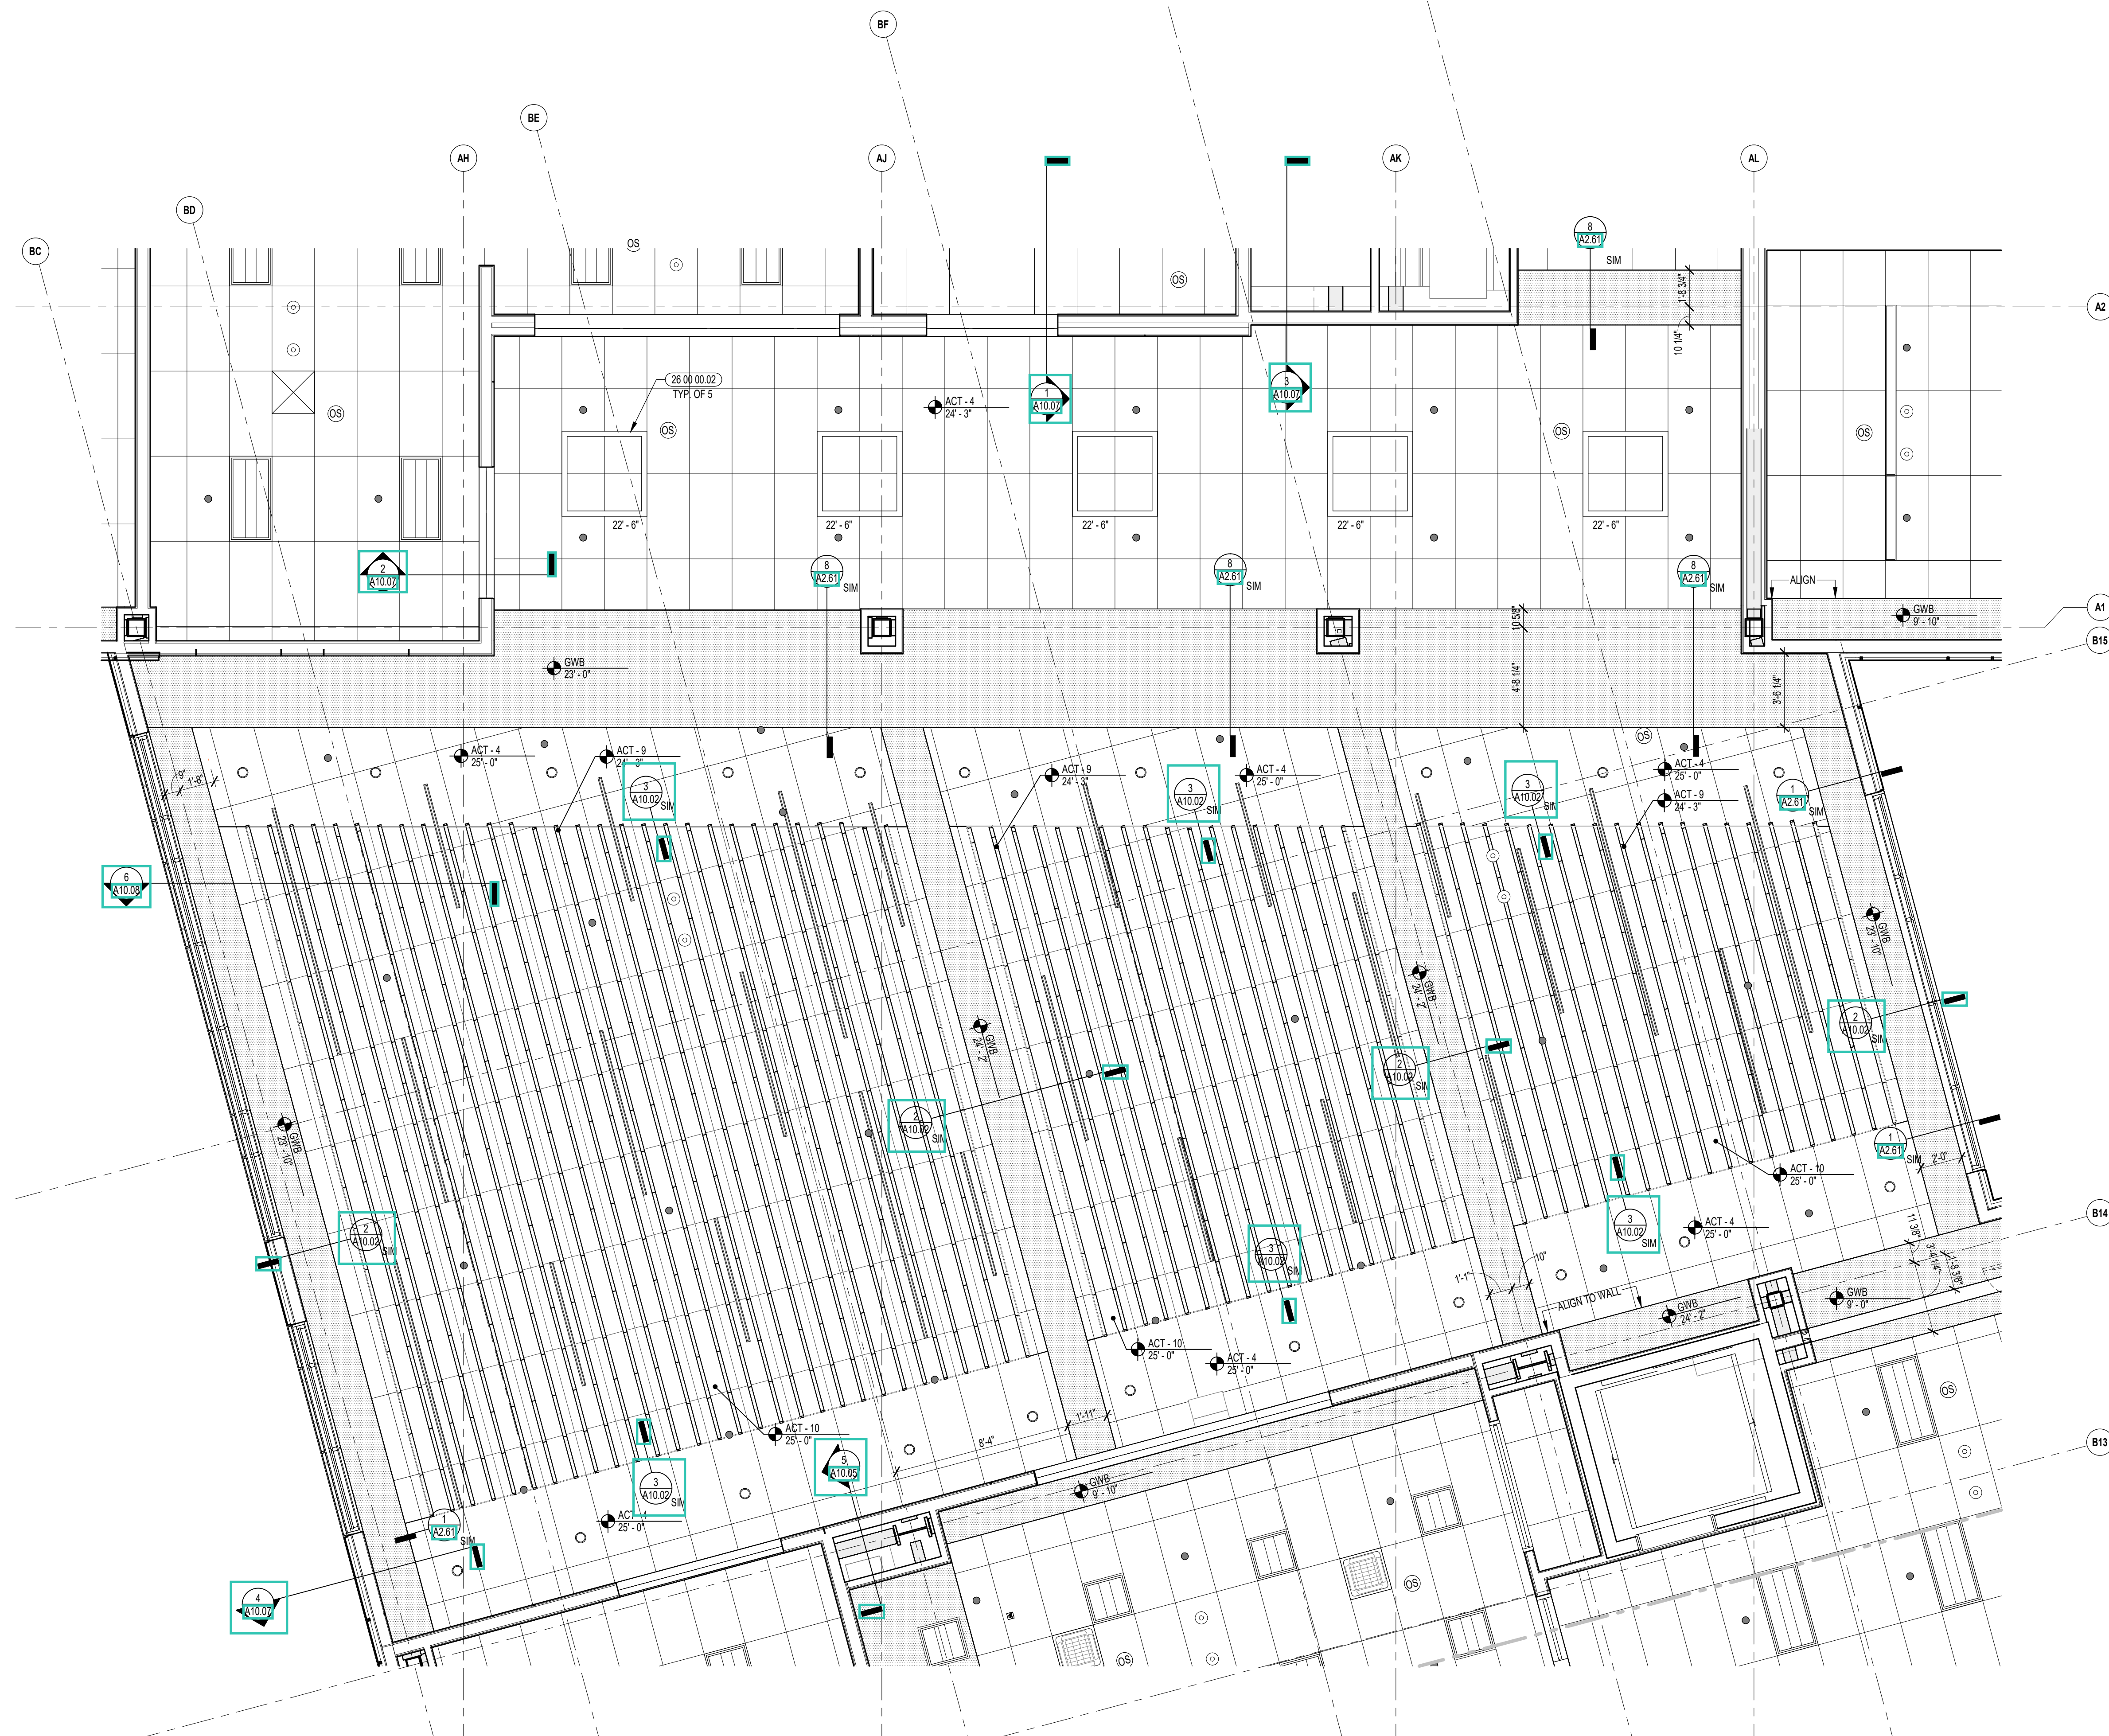 BF
BE
AH
AJ
AK
AL
BD
BC
8
A2.61
SIM
OS
OS
1'-8 3/4"
A2
10 1/4"
26 00 00.02
TYP. OF 5
ACT - 4
24' - 3"
1
A10.07
3
A10.07
OS
OS
OS
OS
22' - 6"
22' - 6"
22' - 6"
22' - 6"
22' - 6"
2
A10.07
8
A2.61
SIM
8
A2.61
SIM
8
A2.61
SIM
ALIGN
GWB
9' - 10"
A1
B15
10 5/8"
4'-8 1/4"
3'-6 1/4"
GWB
23' - 0"
OS
9"
1'-8"
ACT - 4
25' - 0"
ACT - 9
24' - 3"
3
A10.02
SIM
ACT - 9
24' - 3"
3
A10.02
SIM
ACT - 4
25' - 0"
3
A10.02
SIM
ACT - 4
25' - 0"
ACT - 9
24' - 3"
1
A2.61
SIM
6
A10.08
GWB
23' - 10"
GWB
24' - 2"
GWB
24' - 2"
2
A10.02
SIM
2
A10.02
SIM
2
A10.02
SIM
GWB
23' - 10"
1
A2.61
SIM
2'-0"
ACT - 10
25' - 0"
2
A10.02
SIM
3
A10.02
SIM
3
A10.02
SIM
ACT - 4
25' - 0"
B14
11 3/8"
3'-4 1/4"
1'-8 3/8"
10"
1'-1"
ALIGN TO WALL
GWB
24' - 2"
GWB
9' - 0"
ACT - 10
25' - 0"
ACT - 4
25' - 0"
OS
ACT - 10
25' - 0"
1'-11"
8'-4"
B13
5
A10.05
3
A10.02
SIM
GWB
9' - 10"
1
A2.61
SIM
ACT - 4
25' - 0"
4
A10.07
OS
OS